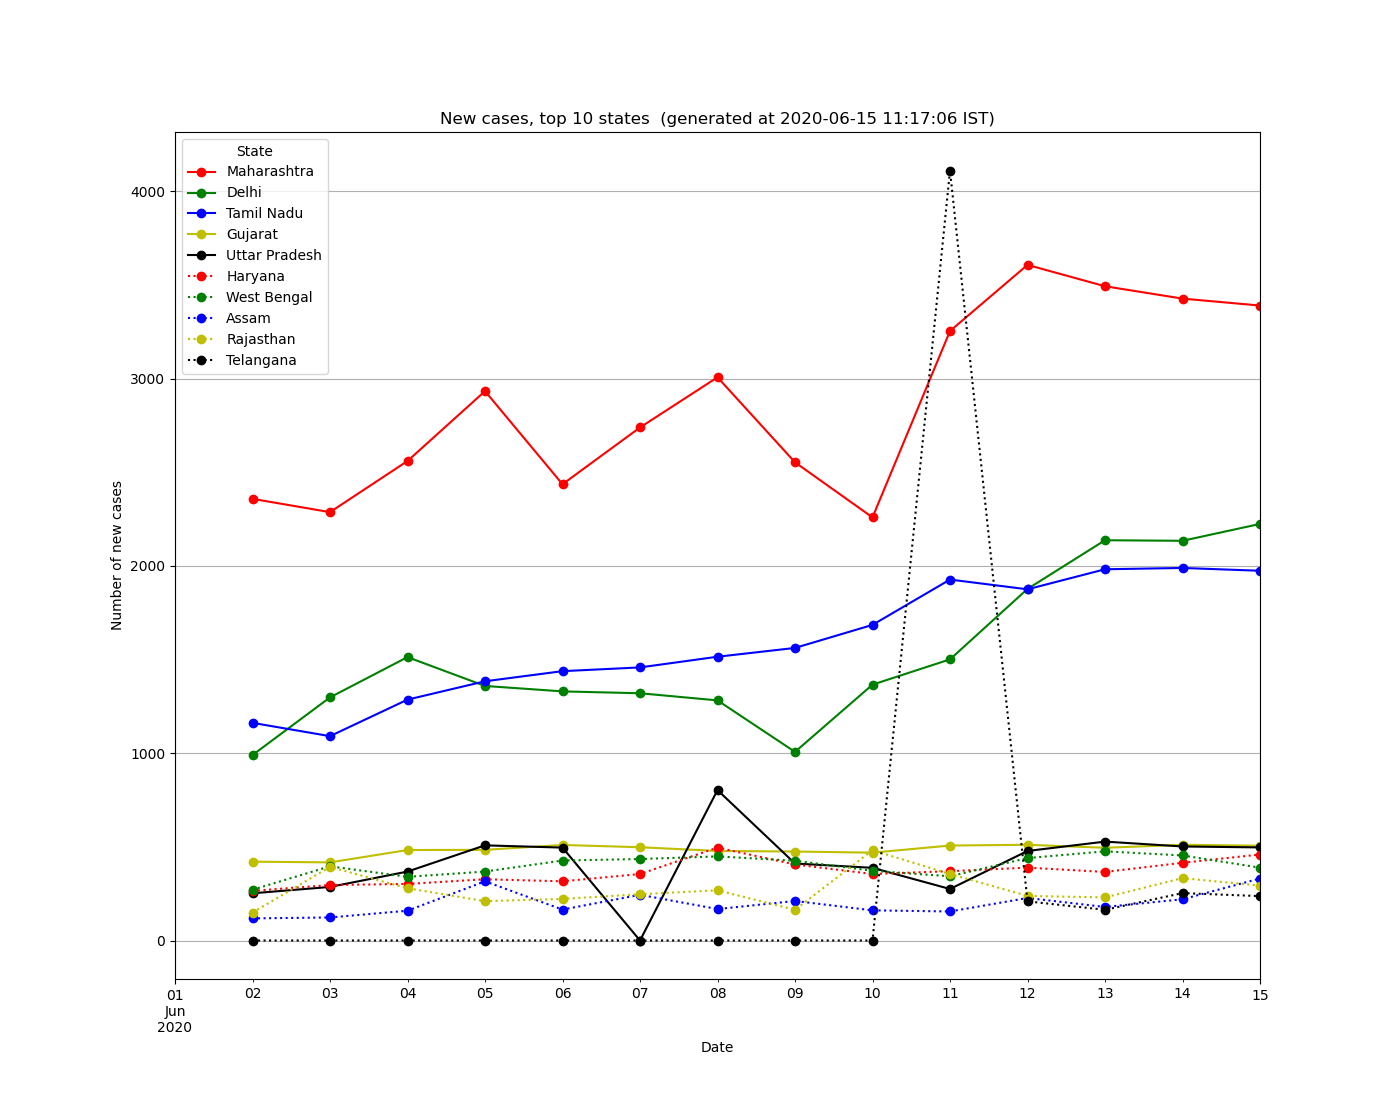 New cases, top 10 states  (generated at 2020-06-15 11:17:06 IST)
State
Maharashtra
Delhi
Tamil Nadu
Gujarat
Uttar Pradesh
Haryana
West Bengal
Assam
Rajasthan
Telangana
4000
3000
2000
1000
0
Number of new cases
01 02 03 04 05 06 07 08 09 10 11 12 13 14 15
Jun
2020
Date